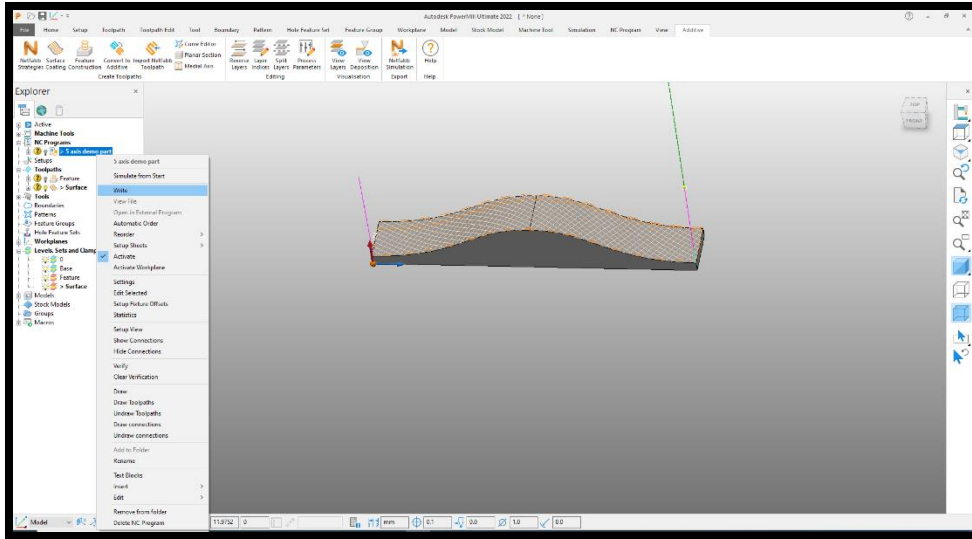 Autodesk PowerMill Ultimate 2022 [ * None ]
File Home Setup Toolpath Toolpath Edit Tool Boundary Pattern Hole Feature Set Feature Group Workplane Model Stock Model Machine Tool Simulation NC Program View Additive
Netfabb Strategies
Surface Coating
Feature Construction
Convert to Additive
Import Netfabb Toolpath
Curve Editor
Planar Section
Medial Axis
Reverse Layers
Layer Indices
Split Layers
Process Parameters
View Layers
View Deposition
Netfabb Simulation
Help
Create Toolpaths Editing Visualisation Export Help
Explorer
Active
Machine Tools
NC Programs
> 5 axis demo part
Setups
Toolpaths
Feature
> Surface
Tools
Boundaries
Patterns
Feature Groups
Hole Feature Sets
Workplanes
Levels, Sets and Clamp
0
Base
Feature
> Surface
Models
Stock Models
Groups
Macros
5 axis demo part
Simulate from Start
Write
View File
Open in External Program
Automatic Order
Reorder
Setup Sheets
Activate
Activate Workplane
Settings
Edit Selected
Setup Fixture Offsets
Statistics
Setup View
Show Connections
Hide Connections
Verify
Clear Verification
Draw
Draw Toolpaths
Undraw Toolpaths
Draw connections
Undraw connections
Add to Folder
Rename
Text Blocks
Insert
Edit
Remove from folder
Delete NC Program
TOP
FRONT
Model 11.9752 0 mm 0.1 0.0 1.0 0.0